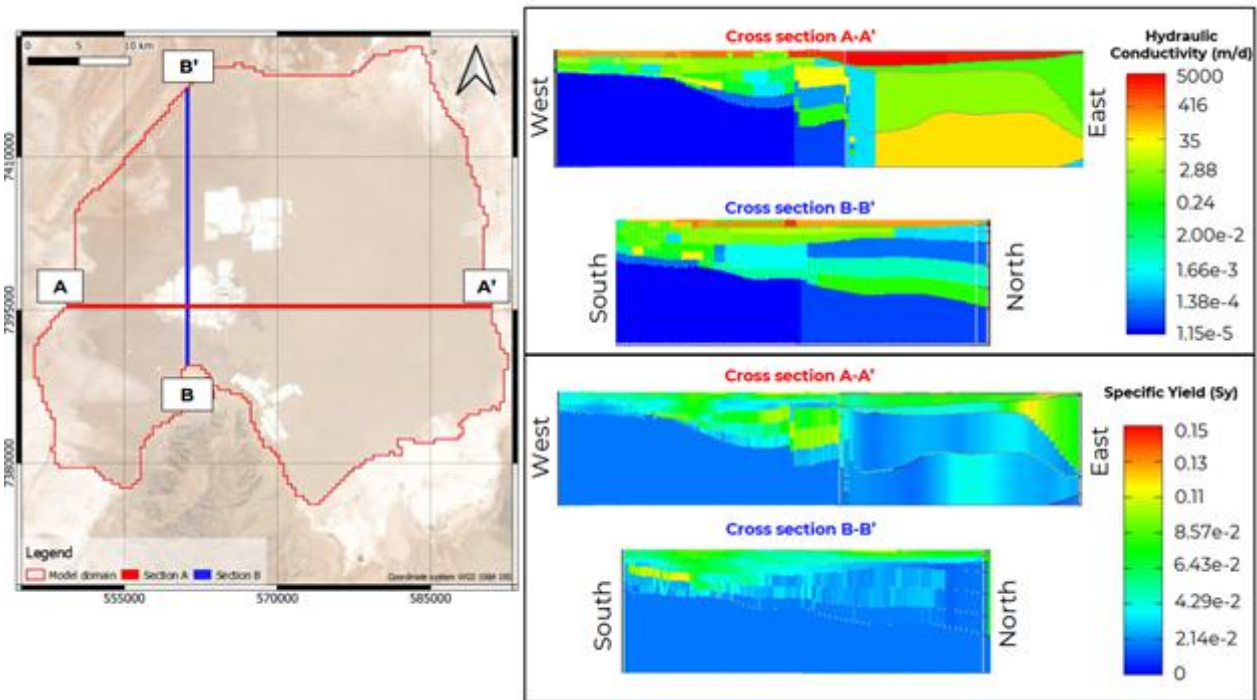 0 5 10 km
B'
A
A'
B
7410000
7395000
7380000
Legend
Model domain Section A Section B
Coordinate system WGS
555000 570000 585000
Cross section A-A'
West
East
Cross section B-B'
South
North
Hydraulic
Conductivity (m/d)
5000
416
35
2.88
0.24
2.00e-2
1.66e-3
1.38e-4
1.15e-5
Cross section A-A'
West
East
Cross section B-B'
South
North
Specific Yield (Sy)
0.15
0.13
0.11
8.57e-2
6.43e-2
4.29e-2
2.14e-2
0